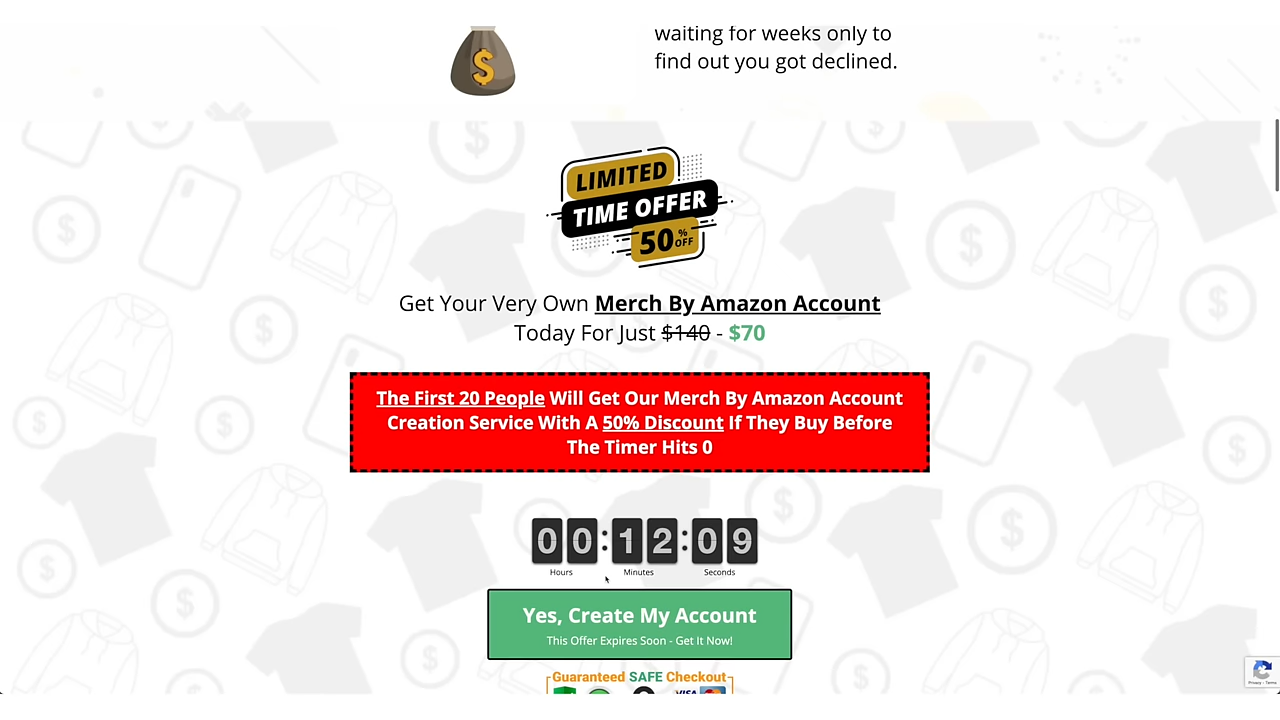 waiting for weeks only to
find out you got declined.
$
LIMITED
TIME OFFER
50% OFF
Get Your Very Own Merch By Amazon Account
Today For Just $140 - $70
The First 20 People Will Get Our Merch By Amazon Account
Creation Service With A 50% Discount If They Buy Before
The Timer Hits 0
00:12:09
Hours Minutes Seconds
Yes, Create My Account
This Offer Expires Soon - Get It Now!
Guaranteed SAFE Checkout
VISA
Privacy - Terms